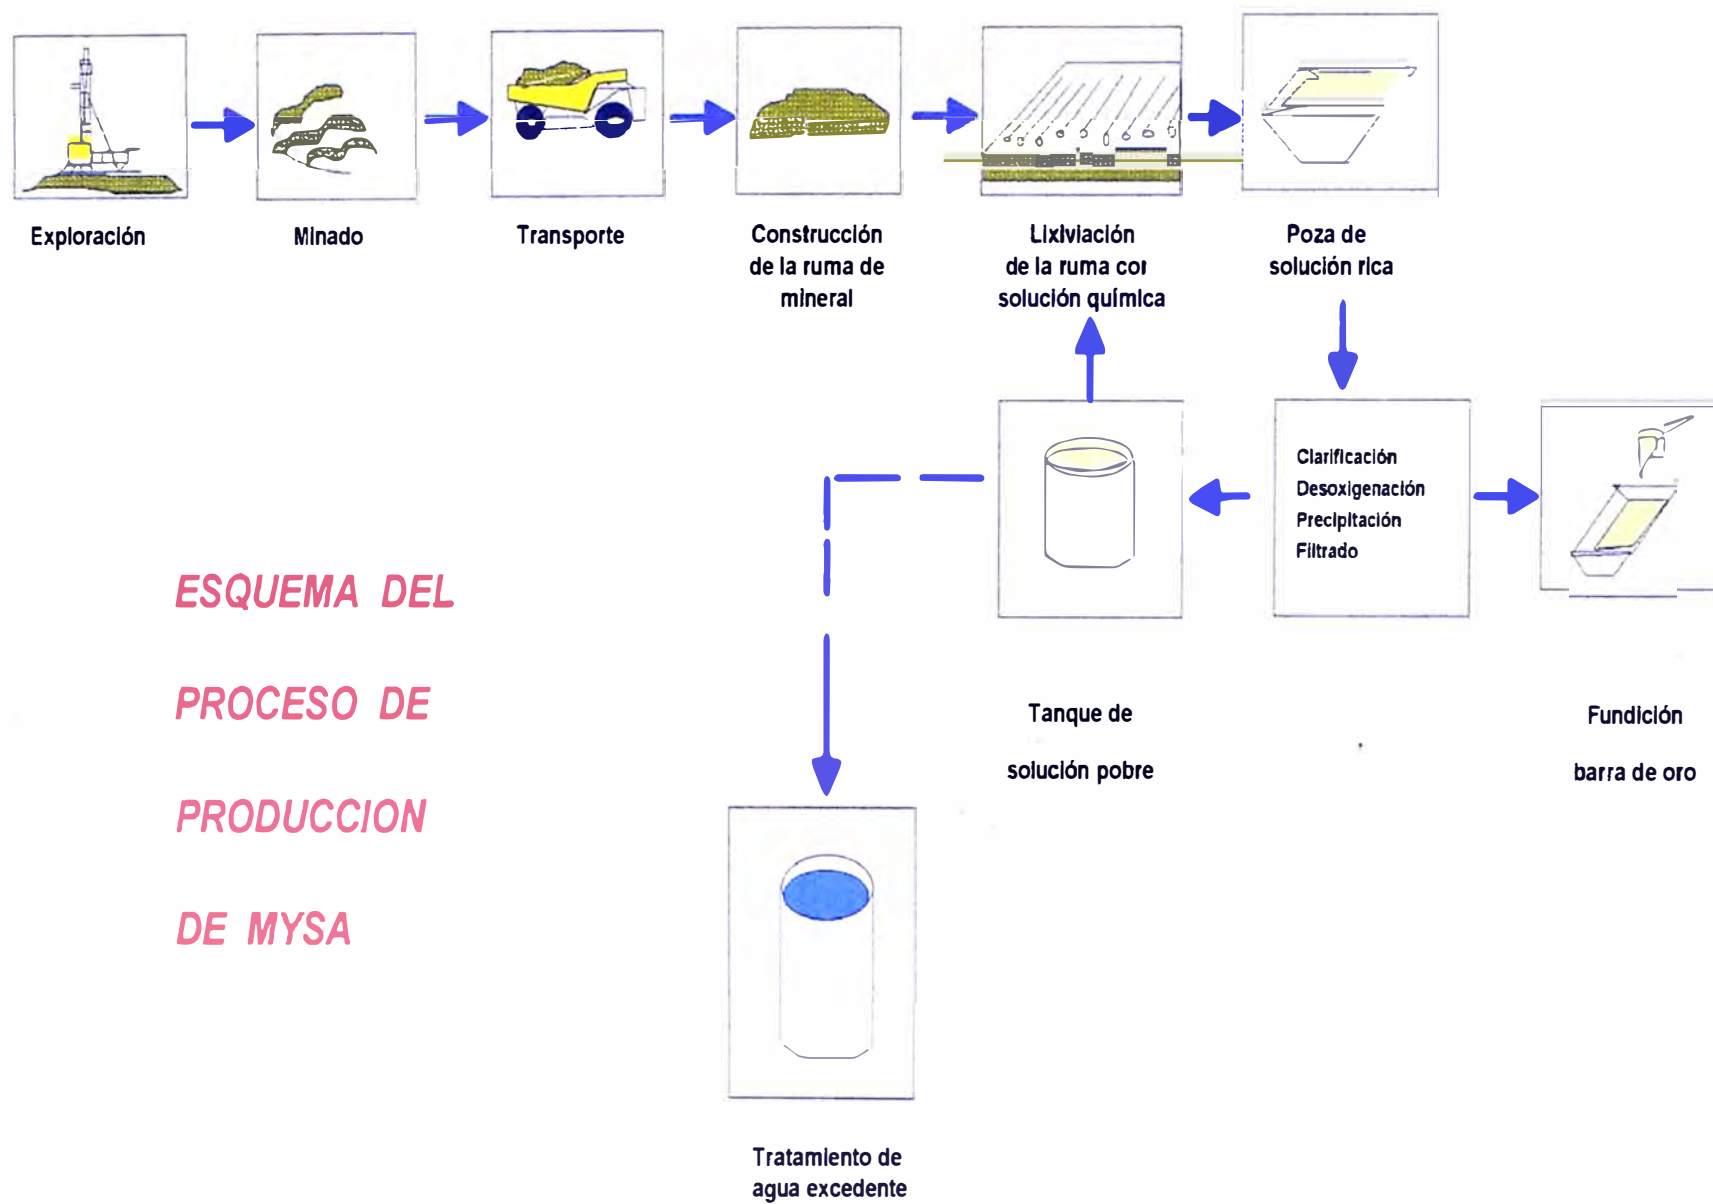 Exploración
Minado
Transporte
Construcción
de la ruma de
mineral
Lixiviación
de la ruma cor
solución química
Poza de
solución rica
Clarificación
Desoxigenación
Precipitación
Filtrado
Tanque de
solución pobre
Fundición
barra de oro
ESQUEMA DEL
PROCESO DE
PRODUCCION
DE MYSA
Tratamiento de
agua excedente